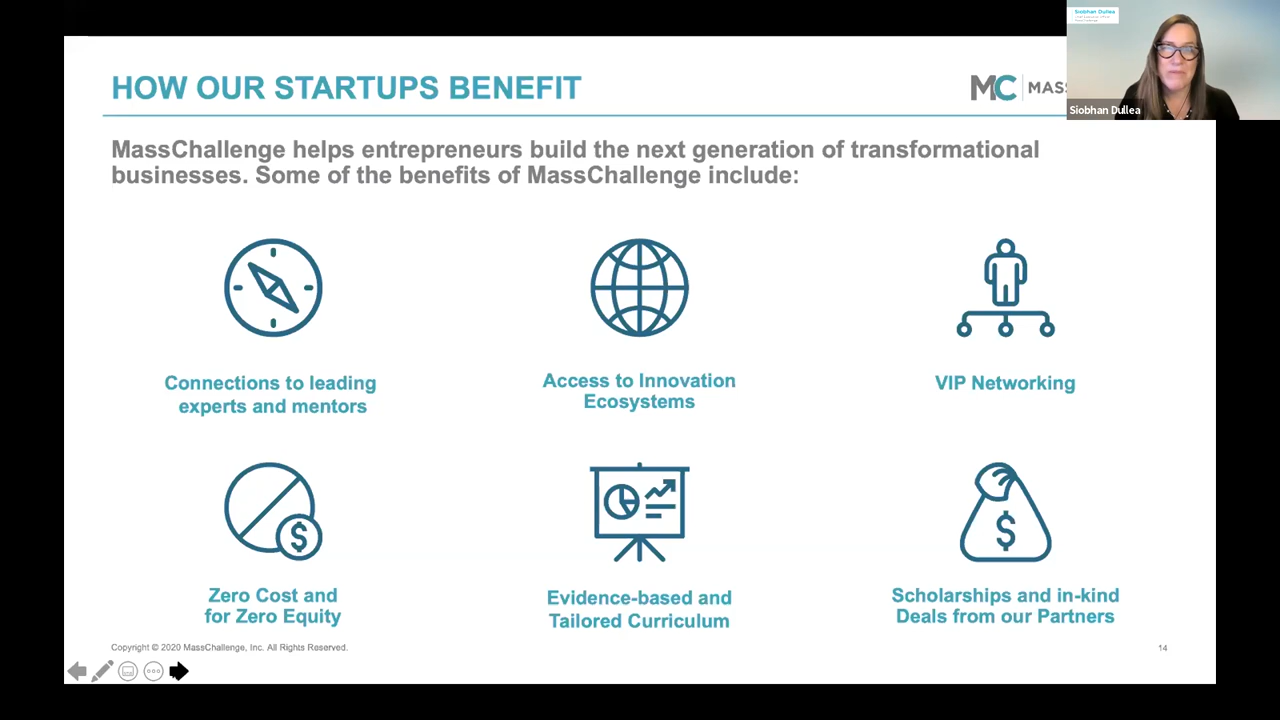 HOW OUR STARTUPS BENEFIT
MC MASS
Siobhan Dullea
Siobhan Dullea
MassChallenge helps entrepreneurs build the next generation of transformational
businesses. Some of the benefits of MassChallenge include:
Connections to leading
experts and mentors
Access to Innovation
Ecosystems
VIP Networking
$
$
Zero Cost and
for Zero Equity
Evidence-based and
Tailored Curriculum
Scholarships and in-kind
Deals from our Partners
Copyright © 2020 MassChallenge, Inc. All Rights Reserved.
14